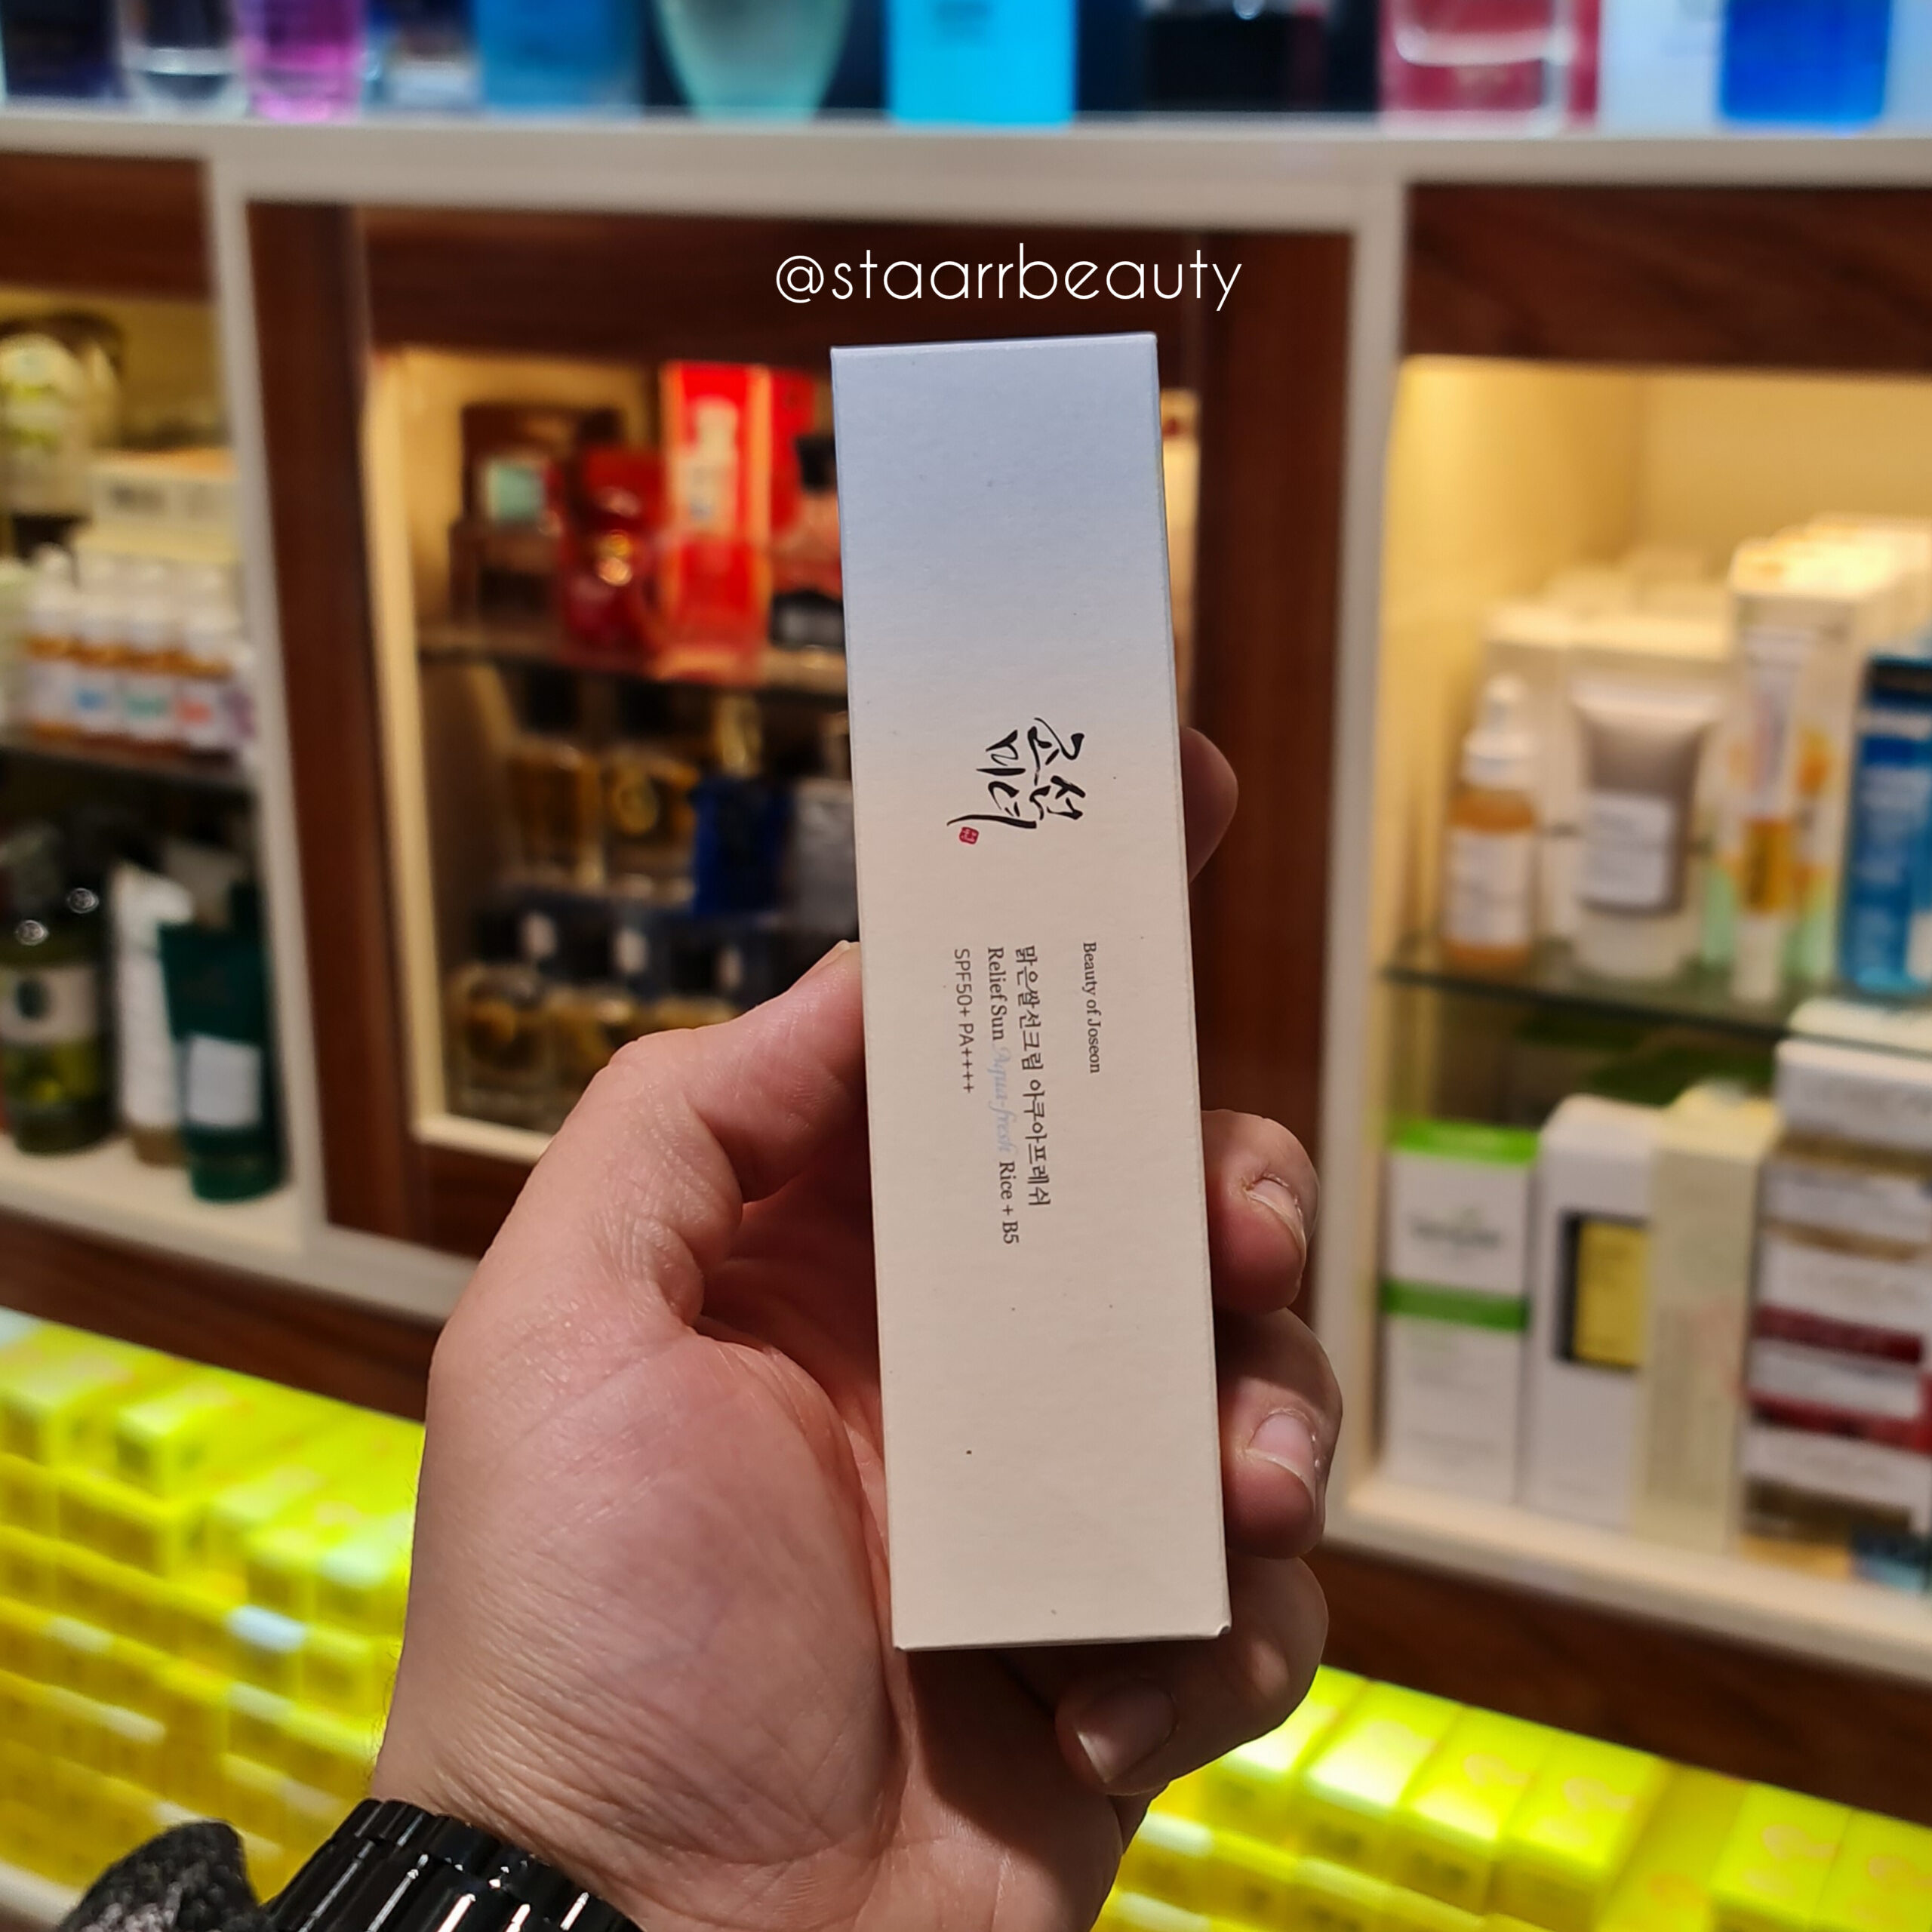 @staarrbeauty
조선
미녀
Beauty of Joseon
맑은쌀선크림 아쿠아프레쉬
Relief Sun Aqua-fresh Rice + B5
SPF50+ PA++++